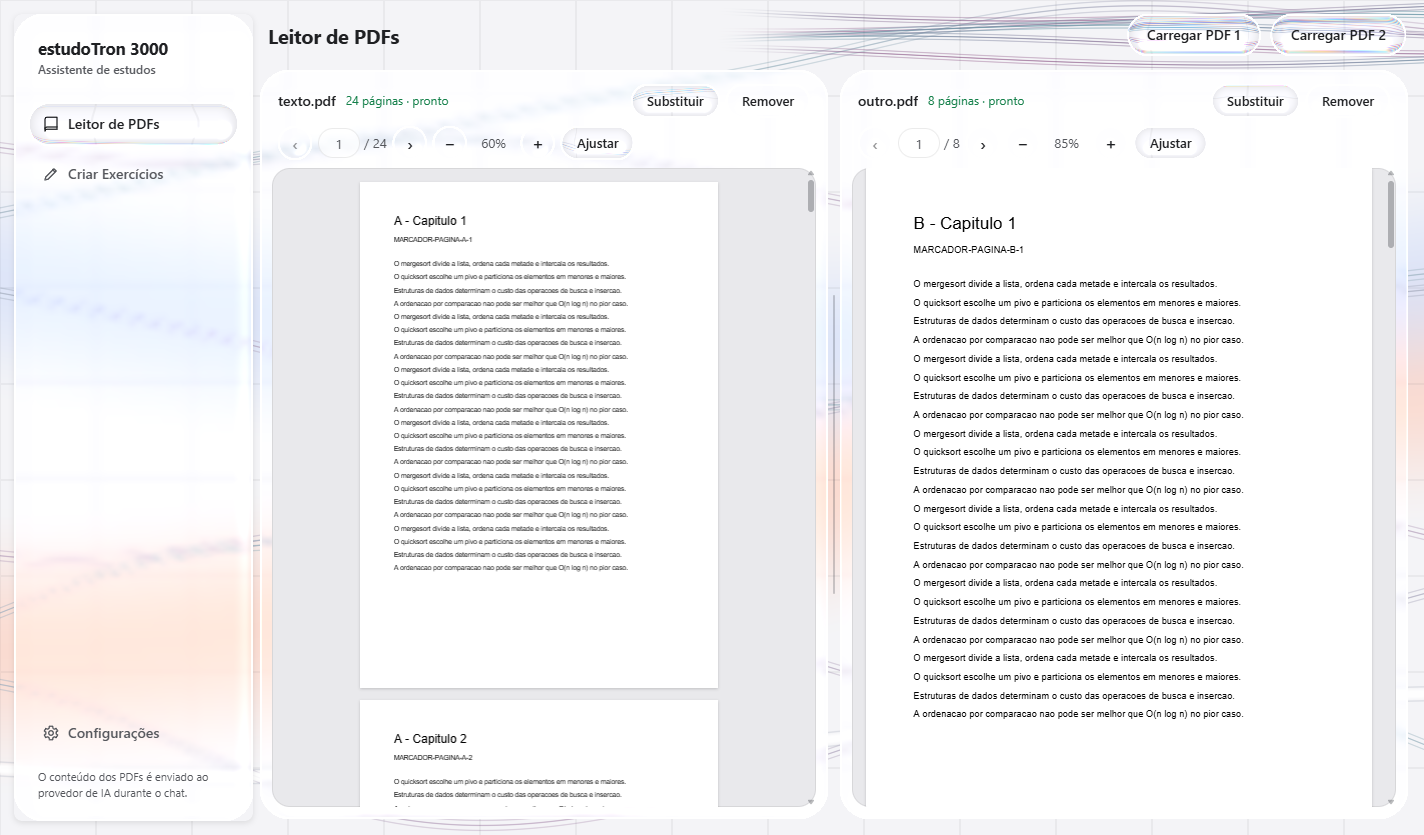 estudoTron 3000
Assistente de estudos
Leitor de PDFs
Criar Exercícios
Configurações
O conteúdo dos PDFs é enviado ao
provedor de IA durante o chat.
Leitor de PDFs
Carregar PDF 1
Carregar PDF 2
texto.pdf 24 páginas · pronto
Substituir
Remover
‹ 1 / 24 › − 60% + Ajustar
A - Capitulo 1
MARCADOR-PAGINA-A-1
O mergesort divide a lista, ordena cada metade e intercala os resultados.
O quicksort escolhe um pivo e particiona os elementos em menores e maiores.
Estruturas de dados determinam o custo das operacoes de busca e insercao.
A ordenacao por comparacao nao pode ser melhor que O(n log n) no pior caso.
O mergesort divide a lista, ordena cada metade e intercala os resultados.
O quicksort escolhe um pivo e particiona os elementos em menores e maiores.
Estruturas de dados determinam o custo das operacoes de busca e insercao.
A ordenacao por comparacao nao pode ser melhor que O(n log n) no pior caso.
O mergesort divide a lista, ordena cada metade e intercala os resultados.
O quicksort escolhe um pivo e particiona os elementos em menores e maiores.
Estruturas de dados determinam o custo das operacoes de busca e insercao.
A ordenacao por comparacao nao pode ser melhor que O(n log n) no pior caso.
O mergesort divide a lista, ordena cada metade e intercala os resultados.
O quicksort escolhe um pivo e particiona os elementos em menores e maiores.
Estruturas de dados determinam o custo das operacoes de busca e insercao.
A ordenacao por comparacao nao pode ser melhor que O(n log n) no pior caso.
O mergesort divide a lista, ordena cada metade e intercala os resultados.
O quicksort escolhe um pivo e particiona os elementos em menores e maiores.
Estruturas de dados determinam o custo das operacoes de busca e insercao.
A ordenacao por comparacao nao pode ser melhor que O(n log n) no pior caso.
O mergesort divide a lista, ordena cada metade e intercala os resultados.
O quicksort escolhe um pivo e particiona os elementos em menores e maiores.
Estruturas de dados determinam o custo das operacoes de busca e insercao.
A ordenacao por comparacao nao pode ser melhor que O(n log n) no pior caso.
A - Capitulo 2
MARCADOR-PAGINA-A-2
O quicksort escolhe um pivo e particiona os elementos em menores e maiores.
Estruturas de dados determinam o custo das operacoes de busca e insercao.
outro.pdf 8 páginas · pronto
Substituir
Remover
‹ 1 / 8 › − 85% + Ajustar
B - Capitulo 1
MARCADOR-PAGINA-B-1
O mergesort divide a lista, ordena cada metade e intercala os resultados.
O quicksort escolhe um pivo e particiona os elementos em menores e maiores.
Estruturas de dados determinam o custo das operacoes de busca e insercao.
A ordenacao por comparacao nao pode ser melhor que O(n log n) no pior caso.
O mergesort divide a lista, ordena cada metade e intercala os resultados.
O quicksort escolhe um pivo e particiona os elementos em menores e maiores.
Estruturas de dados determinam o custo das operacoes de busca e insercao.
A ordenacao por comparacao nao pode ser melhor que O(n log n) no pior caso.
O mergesort divide a lista, ordena cada metade e intercala os resultados.
O quicksort escolhe um pivo e particiona os elementos em menores e maiores.
Estruturas de dados determinam o custo das operacoes de busca e insercao.
A ordenacao por comparacao nao pode ser melhor que O(n log n) no pior caso.
O mergesort divide a lista, ordena cada metade e intercala os resultados.
O quicksort escolhe um pivo e particiona os elementos em menores e maiores.
Estruturas de dados determinam o custo das operacoes de busca e insercao.
A ordenacao por comparacao nao pode ser melhor que O(n log n) no pior caso.
O mergesort divide a lista, ordena cada metade e intercala os resultados.
O quicksort escolhe um pivo e particiona os elementos em menores e maiores.
Estruturas de dados determinam o custo das operacoes de busca e insercao.
A ordenacao por comparacao nao pode ser melhor que O(n log n) no pior caso.
O mergesort divide a lista, ordena cada metade e intercala os resultados.
O quicksort escolhe um pivo e particiona os elementos em menores e maiores.
Estruturas de dados determinam o custo das operacoes de busca e insercao.
A ordenacao por comparacao nao pode ser melhor que O(n log n) no pior caso.